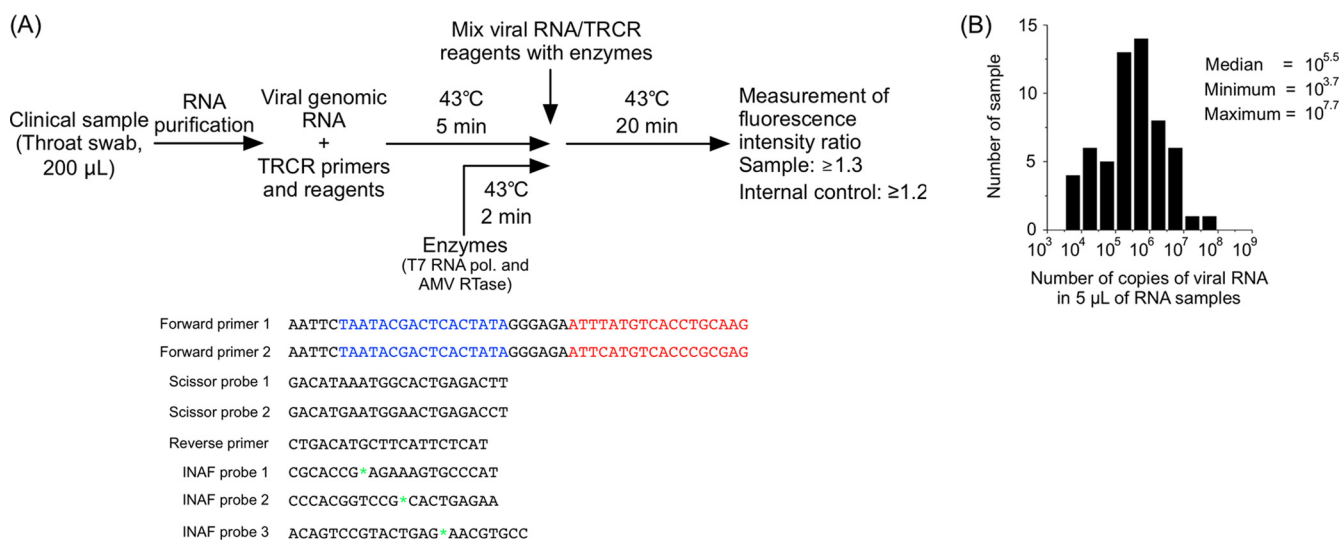 (A)
Mix viral RNA/TRCR
reagents with enzymes
Clinical sample
(Throat swab,
200 μL)
RNA
purification
Viral genomic
RNA
+
TRCR primers
and reagents
43℃
5 min
43℃
2 min
Enzymes
(T7 RNA pol. and
AMV RTase)
43℃
20 min
Measurement of
fluorescence
intensity ratio
Sample: ≥1.3
Internal control: ≥1.2
Forward primer 1 AATTCTAATACGACTCACTATAGGGAGAATTTATGTCACCTGCAAG
Forward primer 2 AATTCTAATACGACTCACTATAGGGAGAATTCATGTCACCCGCGAG
Scissor probe 1 GACATAAATGGCACTGAGACTT
Scissor probe 2 GACATGAATGGAACTGAGACCT
Reverse primer CTGACATGCTTCATTCTCAT
INAF probe 1 CGCACCG*AGAAAGTGCCCAT
INAF probe 2 CCCACGGTCCG*CACTGAGAA
INAF probe 3 ACAGTCCGTACTGAG*AACGTGCC
(B)
Number of sample
15
10
5
0
10^3 10^4 10^5 10^6 10^7 10^8 10^9
Number of copies of viral RNA
in 5 μL of RNA samples
Median = 10^5.5
Minimum = 10^3.7
Maximum = 10^7.7